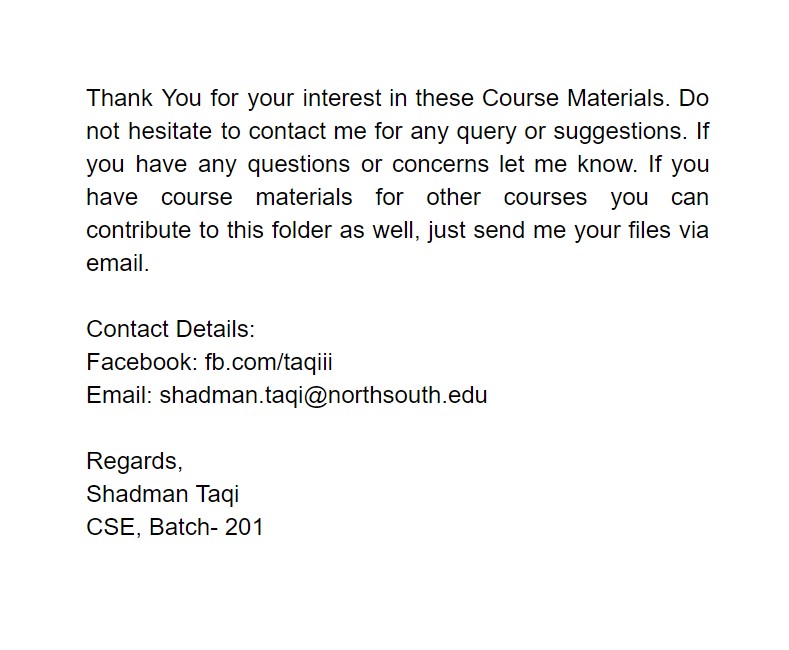 Thank You for your interest in these Course Materials. Do
not hesitate to contact me for any query or suggestions. If
you have any questions or concerns let me know. If you
have course materials for other courses you can
contribute to this folder as well, just send me your files via
email.
Contact Details:
Facebook: fb.com/taqiii
Email: shadman.taqi@northsouth.edu
Regards,
Shadman Taqi
CSE, Batch- 201